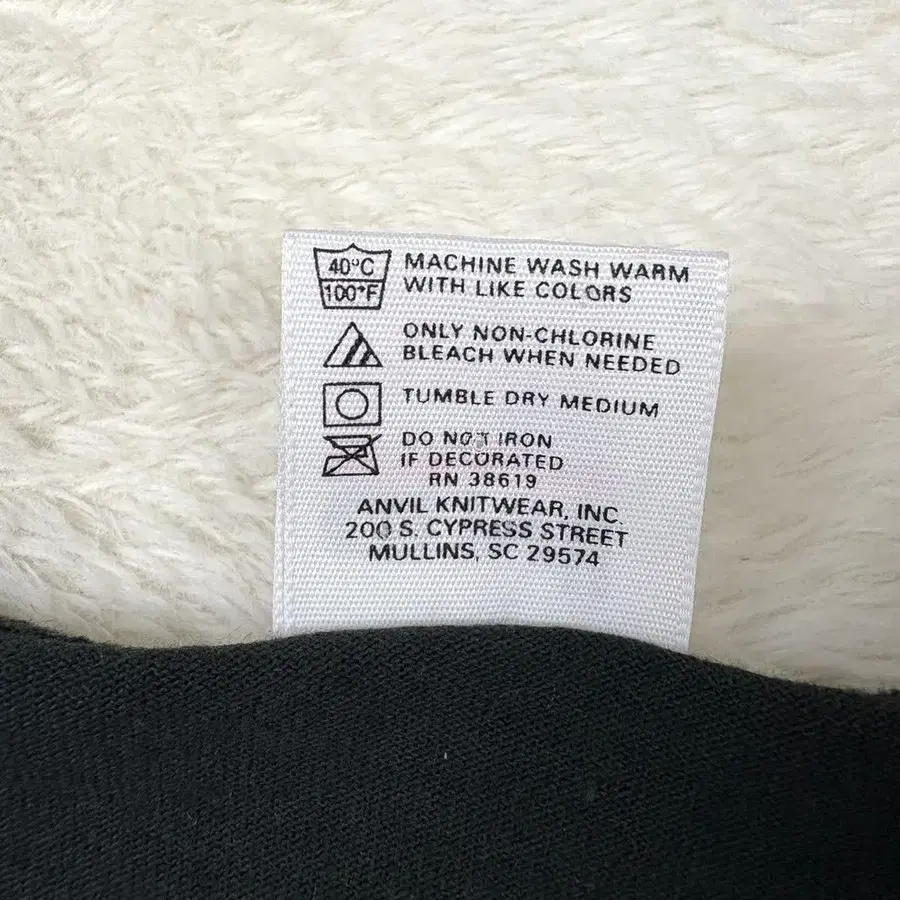 40°C MACHINE WASH WARM
100°F WITH LIKE COLORS
ONLY NON-CHLORINE
BLEACH WHEN NEEDED
TUMBLE DRY MEDIUM
DO NOT IRON
IF DECORATED
RN 38619
ANVIL KNITWEAR, INC.
200 S. CYPRESS STREET
MULLINS, SC 29574